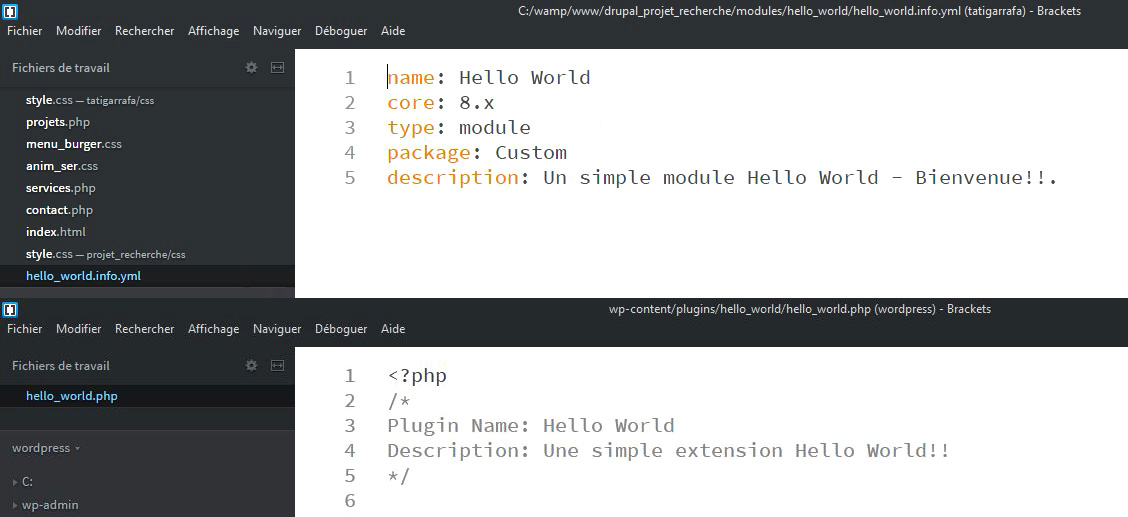 C:/wamp/www/drupal_projet_recherche/modules/hello_world/hello_world.info.yml (tatigarrafa) - Brackets
Fichier Modifier Rechercher Affichage Naviguer Déboguer Aide
Fichiers de travail
style.css — tatigarrafa/css
projets.php
menu_burger.css
anim_ser.css
services.php
contact.php
index.html
style.css — projet_recherche/css
hello_world.info.yml
1 name: Hello World
2 core: 8.x
3 type: module
4 package: Custom
5 description: Un simple module Hello World - Bienvenue!!.
wp-content/plugins/hello_world/hello_world.php (wordpress) - Brackets
Fichier Modifier Rechercher Affichage Naviguer Déboguer Aide
Fichiers de travail
hello_world.php
wordpress
C:
wp-admin
1 <?php
2 /*
3 Plugin Name: Hello World
4 Description: Une simple extension Hello World!!
5 */
6